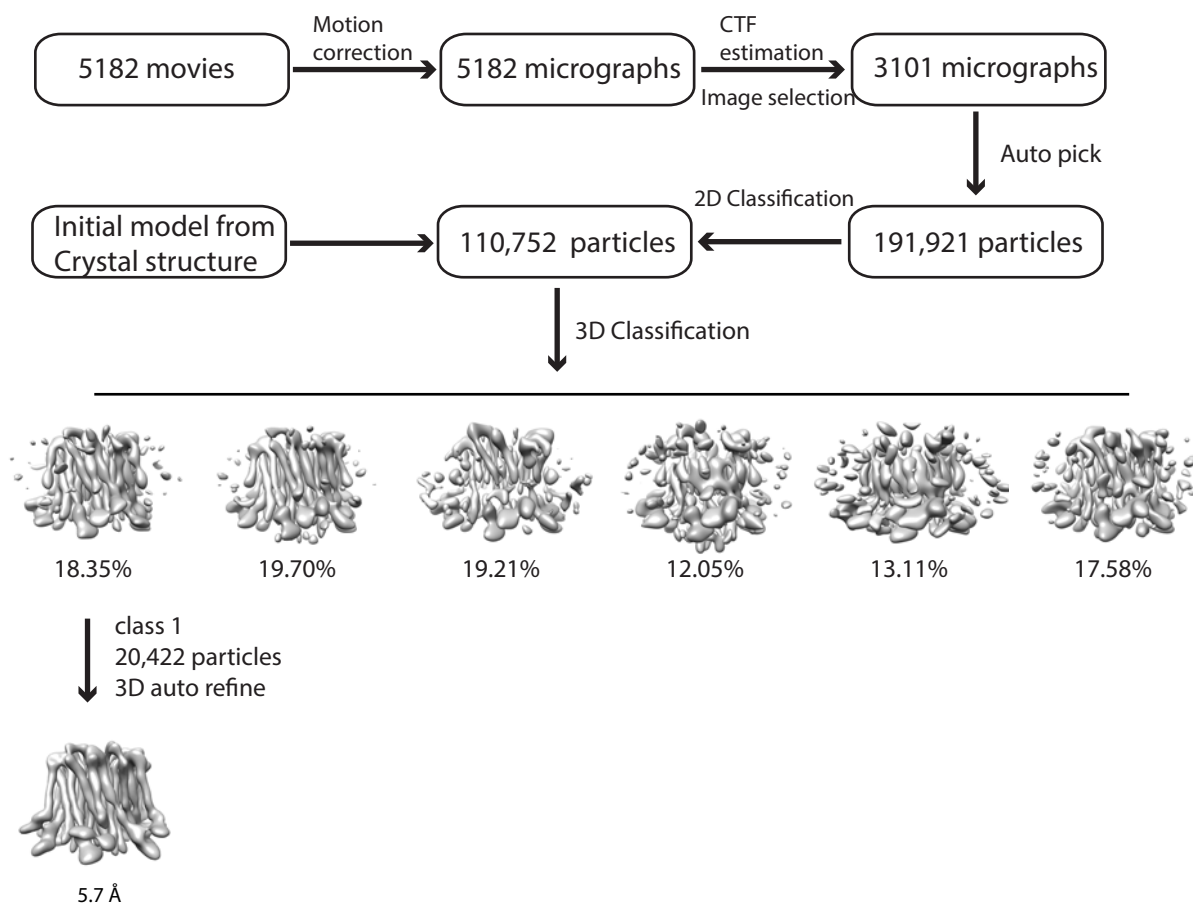 Motion
correction
CTF
estimation
5182 movies
5182 micrographs
3101 micrographs
Image selection
Auto pick
2D Classification
Initial model from
Crystal structure
110,752 particles
191,921 particles
3D Classification
18.35%
19.70%
19.21%
12.05%
13.11%
17.58%
class 1
20,422 particles
3D auto refine
5.7 Å